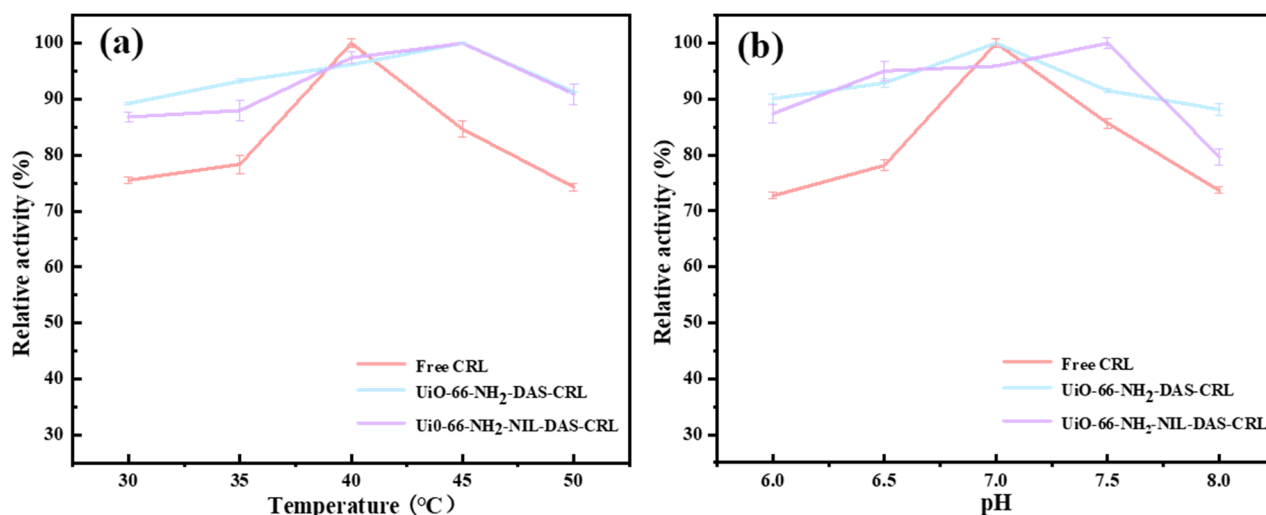 (a)
Relative activity (%)
100
90
80
70
60
50
40
30
Free CRL
UiO-66-NH2-DAS-CRL
Ui0-66-NH2-NIL-DAS-CRL
30 35 40 45 50
Temperature (°C)
(b)
Relative activity (%)
100
90
80
70
60
50
40
30
Free CRL
UiO-66-NH2-DAS-CRL
UiO-66-NH2-NIL-DAS-CRL
6.0 6.5 7.0 7.5 8.0
pH